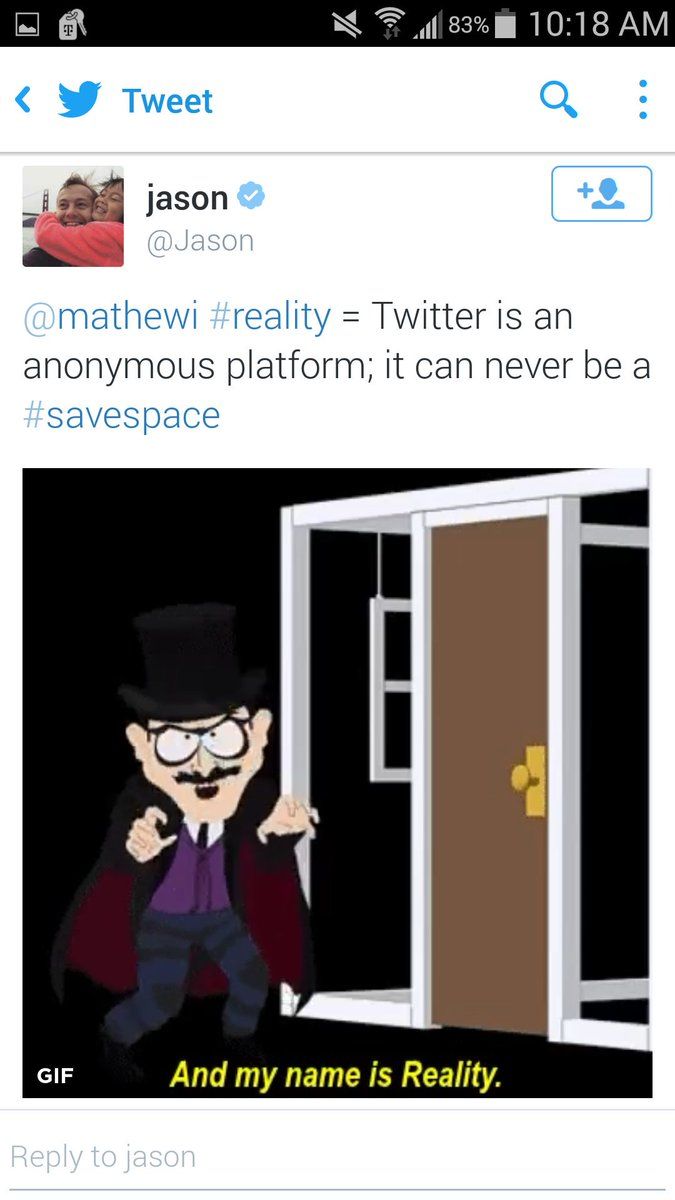 83% 10:18 AM
Tweet
jason
@Jason
@mathewi #reality = Twitter is an
anonymous platform; it can never be a
#savespace
GIF
And my name is Reality.
Reply to jason